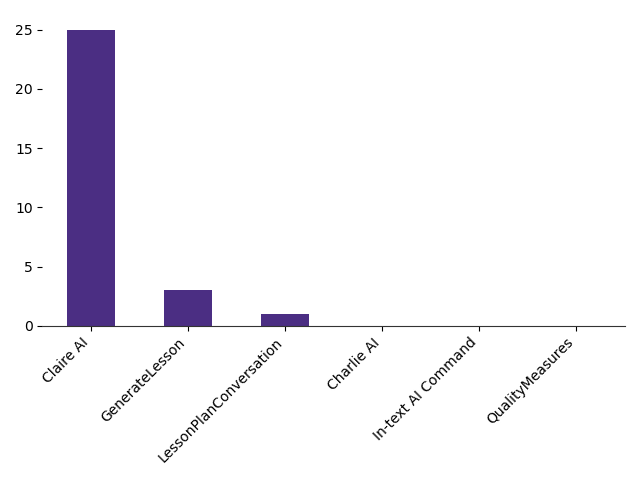 25
20
15
10
5
0
Claire AI
GenerateLesson
LessonPlanConversation
Charlie AI
In-text AI Command
QualityMeasures